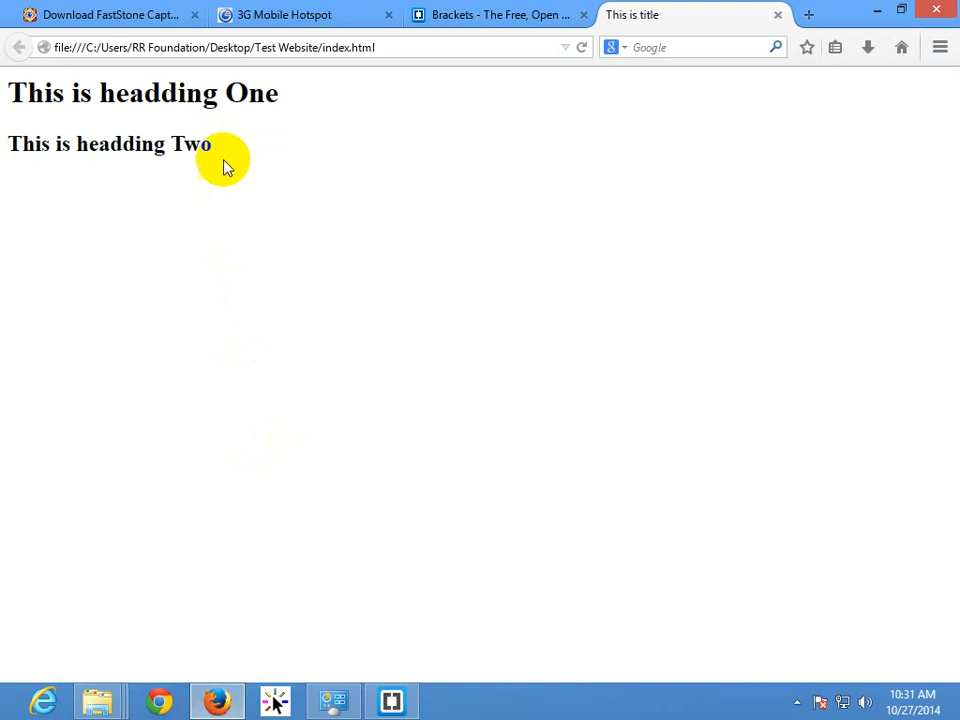 Download FastStone Capt...
3G Mobile Hotspot
Brackets - The Free, Open ...
This is title
file:///C:/Users/RR Foundation/Desktop/Test Website/index.html
Google
This is headding One
This is headding Two
10:31 AM
10/27/2014